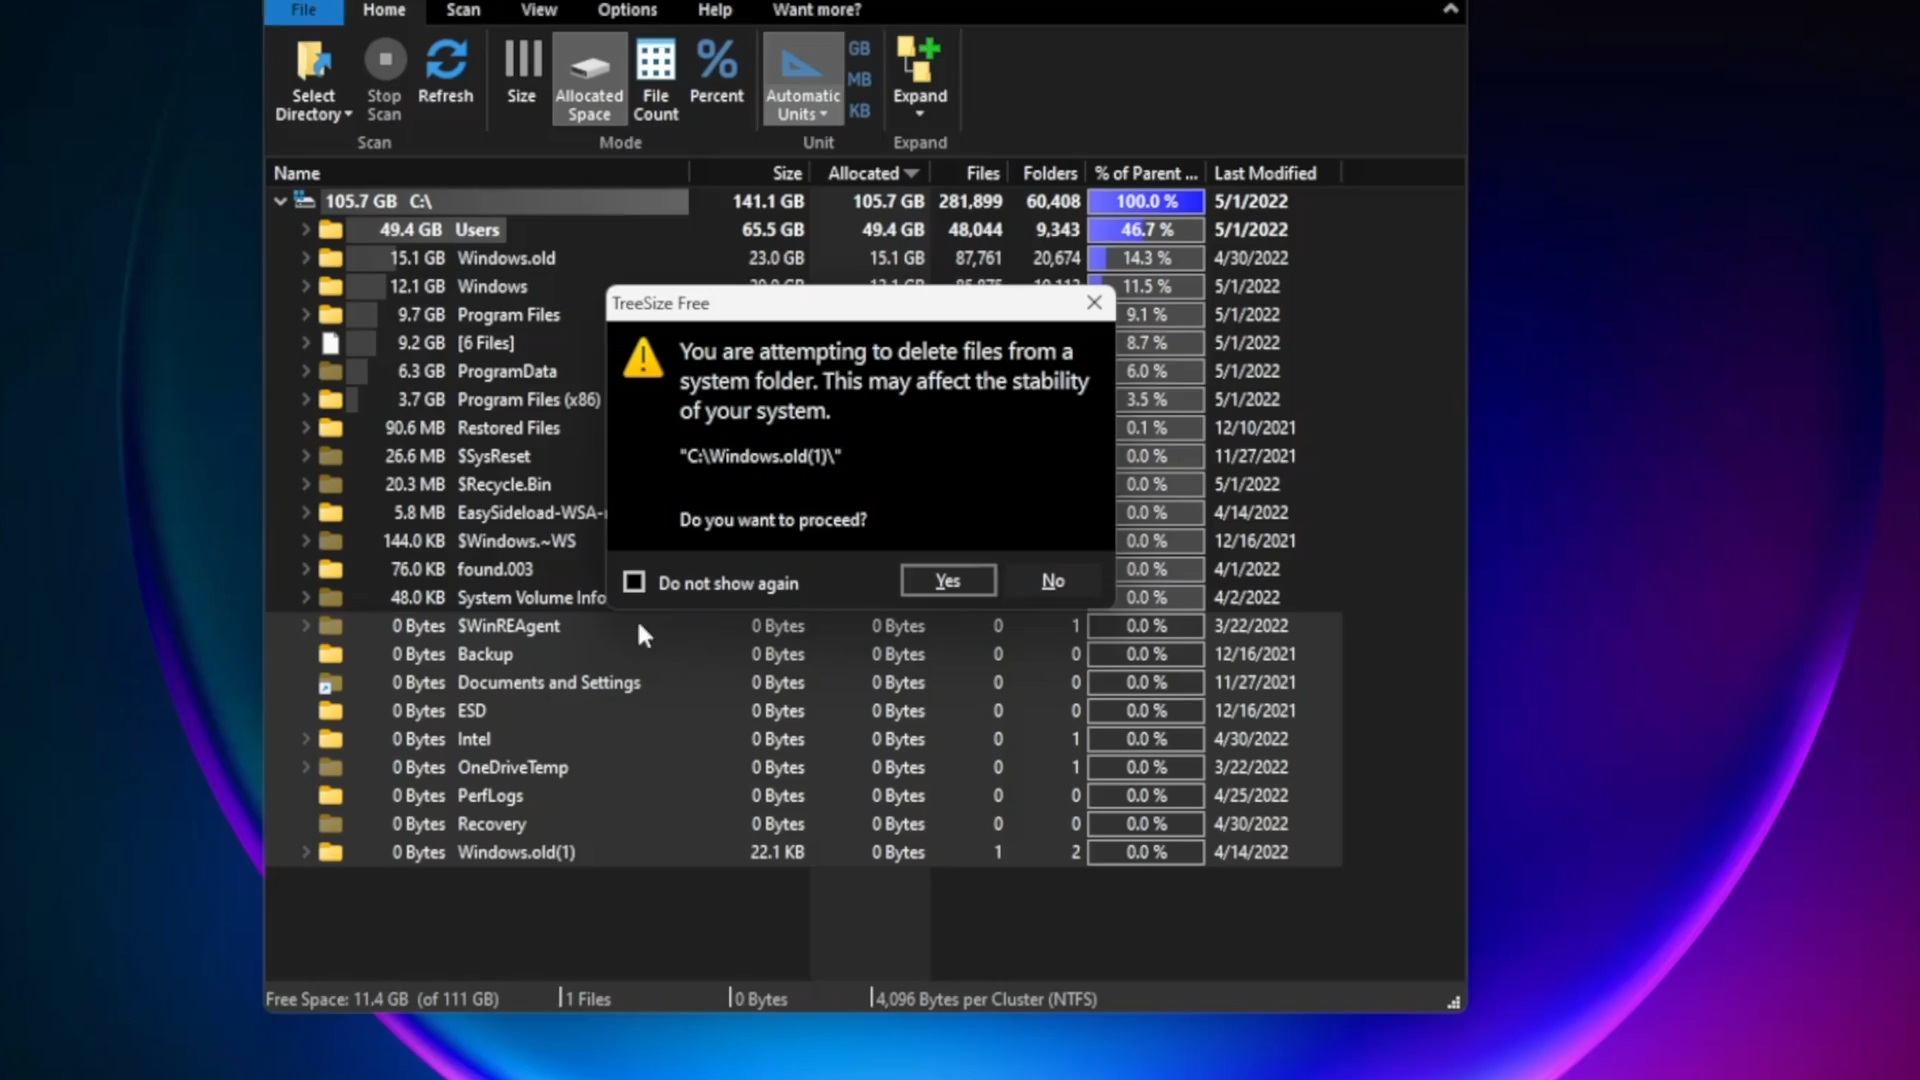 File Home Scan View Options Help Want more?
Select Directory Stop Scan Refresh Size Allocated Space File Count Percent Automatic Units GB MB KB Expand
Scan Mode Unit Expand
Name Size Allocated Files Folders % of Parent ... Last Modified
105.7 GB C:\ 141.1 GB 105.7 GB 281,899 60,408 100.0 % 5/1/2022
49.4 GB Users 65.5 GB 49.4 GB 48,044 9,343 46.7 % 5/1/2022
15.1 GB Windows.old 23.0 GB 15.1 GB 87,761 20,674 14.3 % 4/30/2022
12.1 GB Windows 11.5 % 5/1/2022
9.7 GB Program Files 9.1 % 5/1/2022
9.2 GB [6 Files] 8.7 % 5/1/2022
6.3 GB ProgramData 6.0 % 5/1/2022
3.7 GB Program Files (x86) 3.5 % 5/1/2022
90.6 MB Restored Files 0.1 % 12/10/2021
26.6 MB $SysReset 0.0 % 11/27/2021
20.3 MB $Recycle.Bin 0.0 % 5/1/2022
5.8 MB EasySideload-WSA- 0.0 % 4/14/2022
144.0 KB $Windows.~WS 0.0 % 12/16/2021
76.0 KB found.003 0.0 % 4/30/2022
48.0 KB System Volume Info 0.0 % 4/2/2022
0 Bytes $WinREAgent 0 Bytes 0 Bytes 0 1 0.0 % 3/22/2022
0 Bytes Backup 0 Bytes 0 Bytes 0 0 0.0 % 12/16/2021
0 Bytes Documents and Settings 0 Bytes 0 Bytes 0 0 0.0 % 11/27/2021
0 Bytes ESD 0 Bytes 0 Bytes 0 0 0.0 % 12/16/2021
0 Bytes Intel 0 Bytes 0 Bytes 0 1 0.0 % 4/30/2022
0 Bytes OneDriveTemp 0 Bytes 0 Bytes 0 1 0.0 % 3/22/2022
0 Bytes PerfLogs 0 Bytes 0 Bytes 0 0 0.0 % 4/25/2022
0 Bytes Recovery 0 Bytes 0 Bytes 0 0 0.0 % 4/30/2022
0 Bytes Windows.old(1) 22.1 KB 0 Bytes 1 2 0.0 % 4/14/2022
TreeSize Free
You are attempting to delete files from a
system folder. This may affect the stability
of your system.
"C:\Windows.old(1)\"
Do you want to proceed?
Do not show again Yes No
Free Space: 11.4 GB (of 111 GB) 1 Files 0 Bytes 4,096 Bytes per Cluster (NTFS)